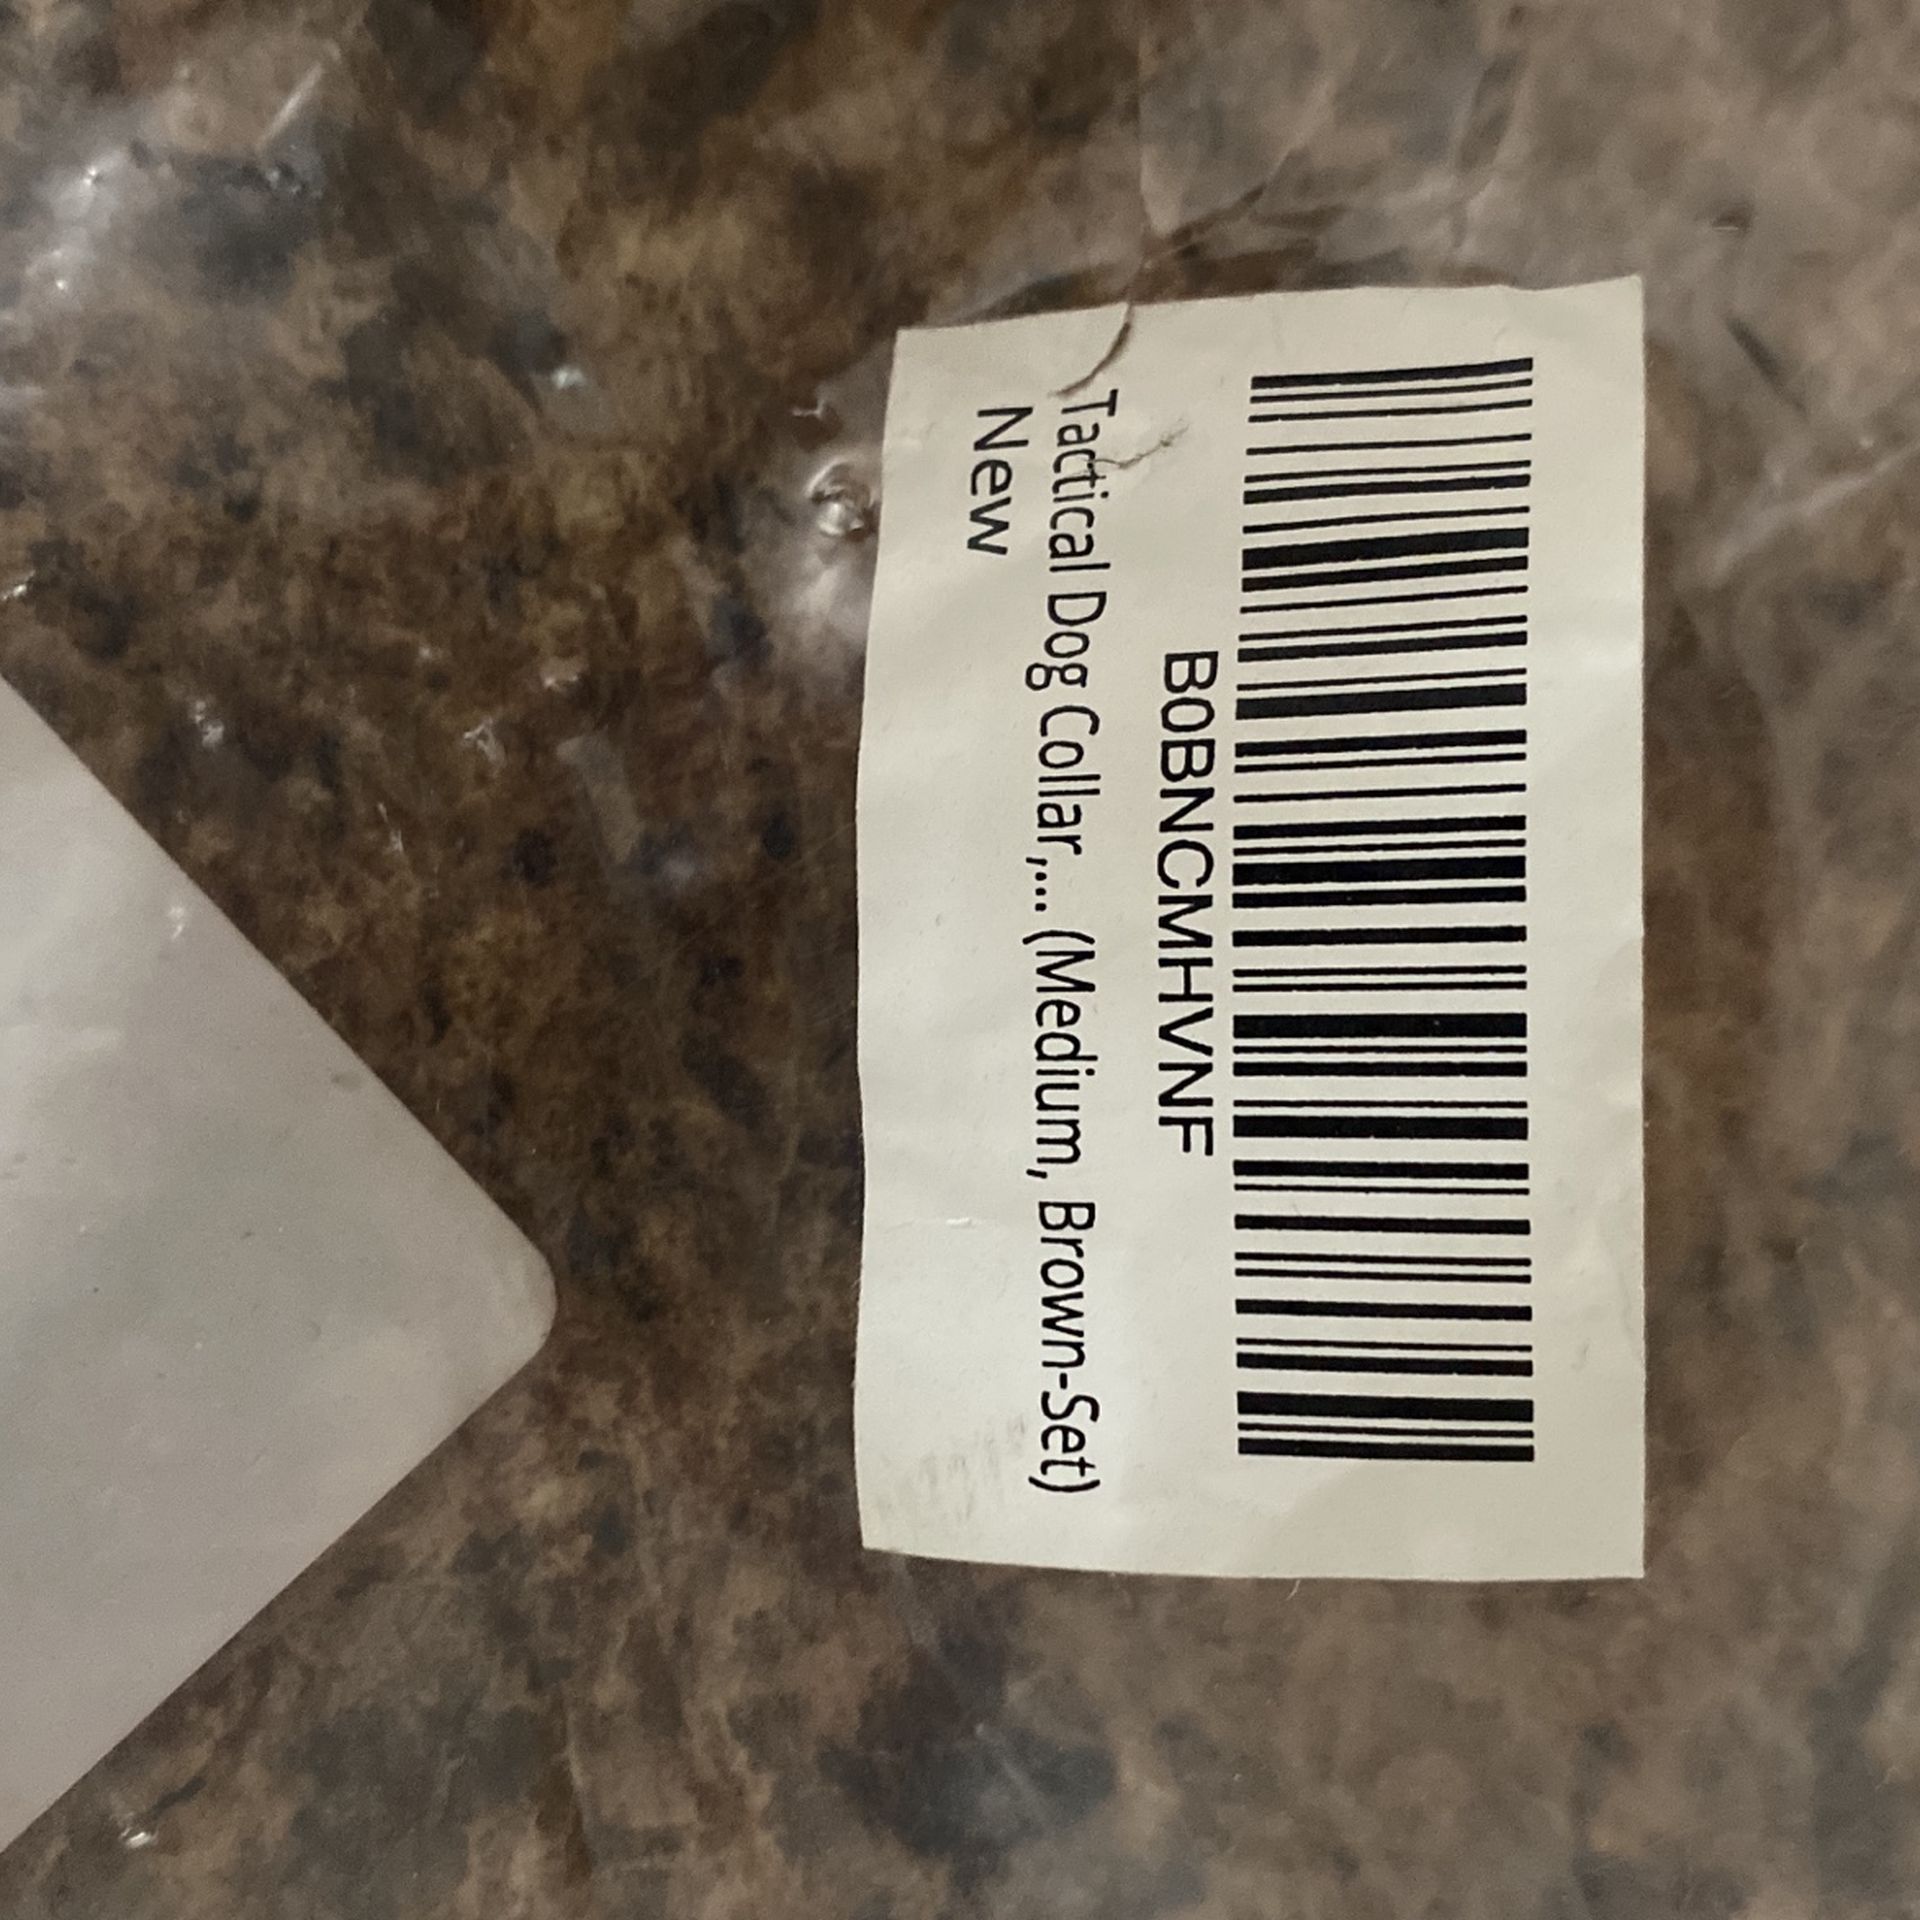 B0BNCMHVNF
Tactical Dog Collar,... (Medium, Brown-Set)
New